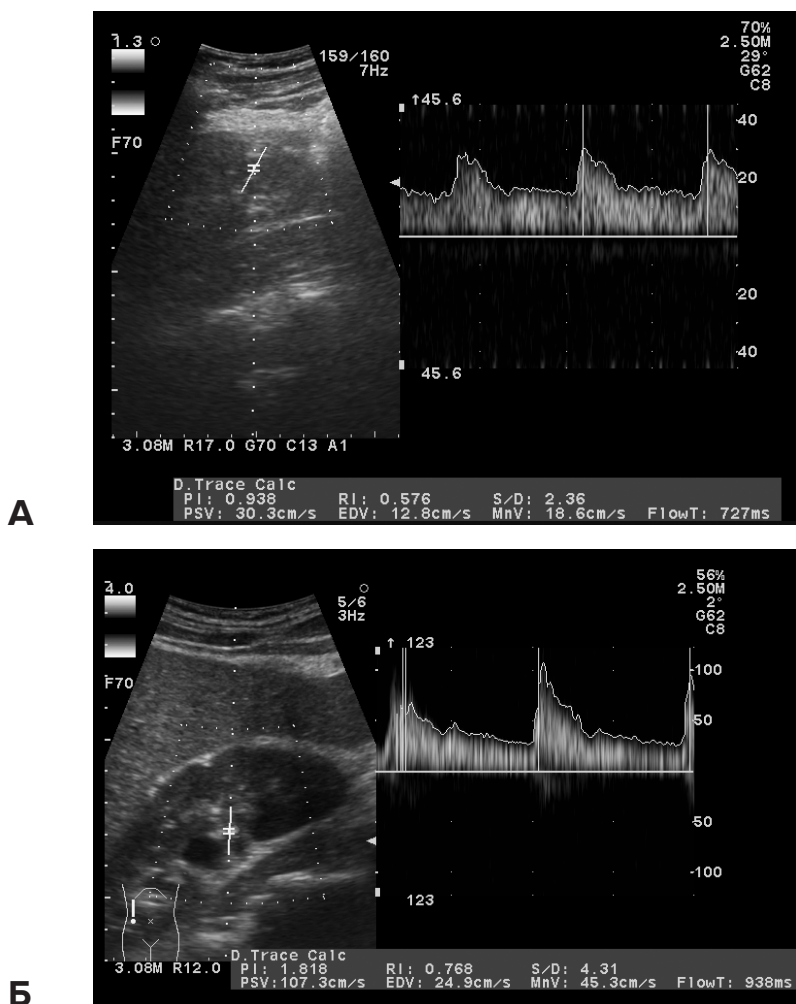 1.3
159/160
7Hz
F70
70%
2.50M
29°
G62
C8
↑45.6
40
20
20
40
45.6
3.08M R17.0 G70 C13 A1
D.Trace Calc
PI: 0.938 RI: 0.576 S/D: 2.36
PSV: 30.3cm/s EDV: 12.8cm/s MnV: 18.6cm/s FlowT: 727ms
А
4.0
5/6
3Hz
F70
56%
2.50M
2°
G62
C8
↑ 123
100
50
50
100
123
3.08M R12.0
D.Trace Calc
PI: 1.818 RI: 0.768 S/D: 4.31
PSV:107.3cm/s EDV: 24.9cm/s MnV: 45.3cm/s FlowT: 938ms
Б